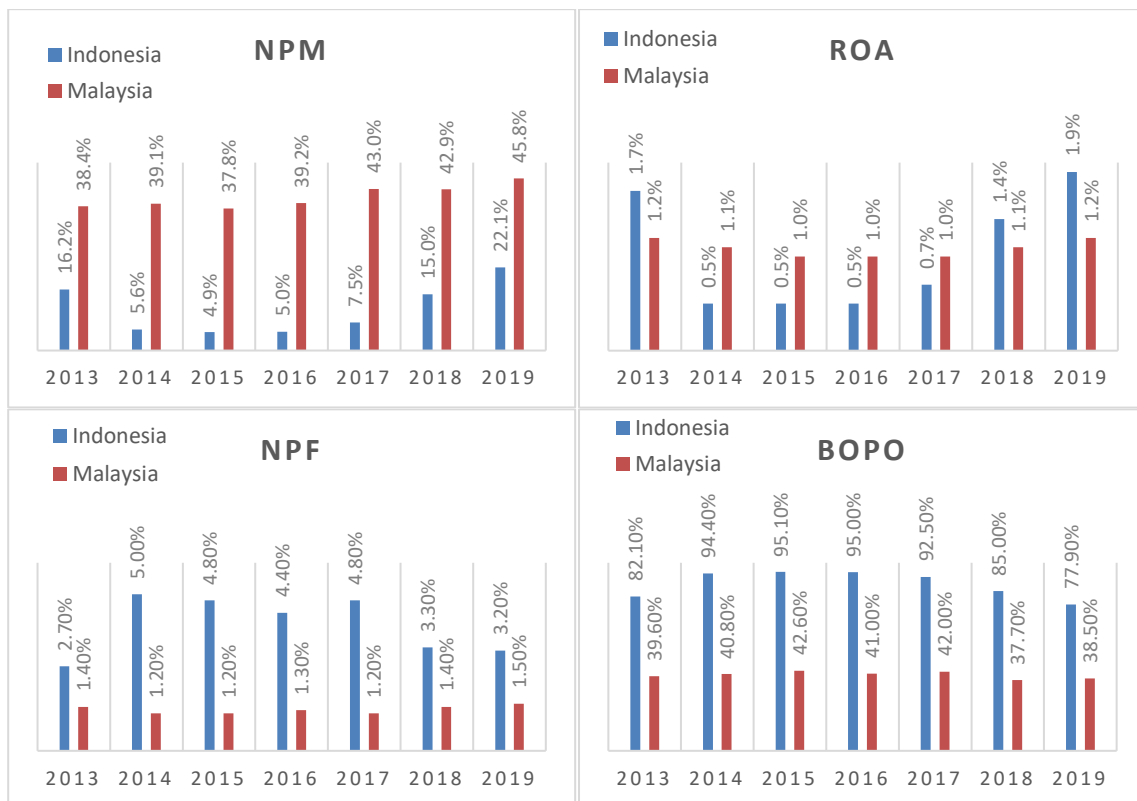 NPM
Indonesia
Malaysia
16.2% 38.4% 5.6% 39.1% 4.9% 37.8% 5.0% 39.2% 7.5% 43.0% 15.0% 42.9% 22.1% 45.8%
2013 2014 2015 2016 2017 2018 2019
ROA
Indonesia
Malaysia
1.7% 1.2% 0.5% 1.1% 0.5% 1.0% 0.5% 1.0% 0.7% 1.0% 1.4% 1.1% 1.9% 1.2%
2013 2014 2015 2016 2017 2018 2019
NPF
Indonesia
Malaysia
2.70% 1.40% 5.00% 1.20% 4.80% 1.20% 4.40% 1.30% 4.80% 1.20% 3.30% 1.40% 3.20% 1.50%
2013 2014 2015 2016 2017 2018 2019
BOPO
Indonesia
Malaysia
82.10% 39.60% 94.40% 40.80% 95.10% 42.60% 95.00% 41.00% 92.50% 42.00% 85.00% 37.70% 77.90% 38.50%
2013 2014 2015 2016 2017 2018 2019